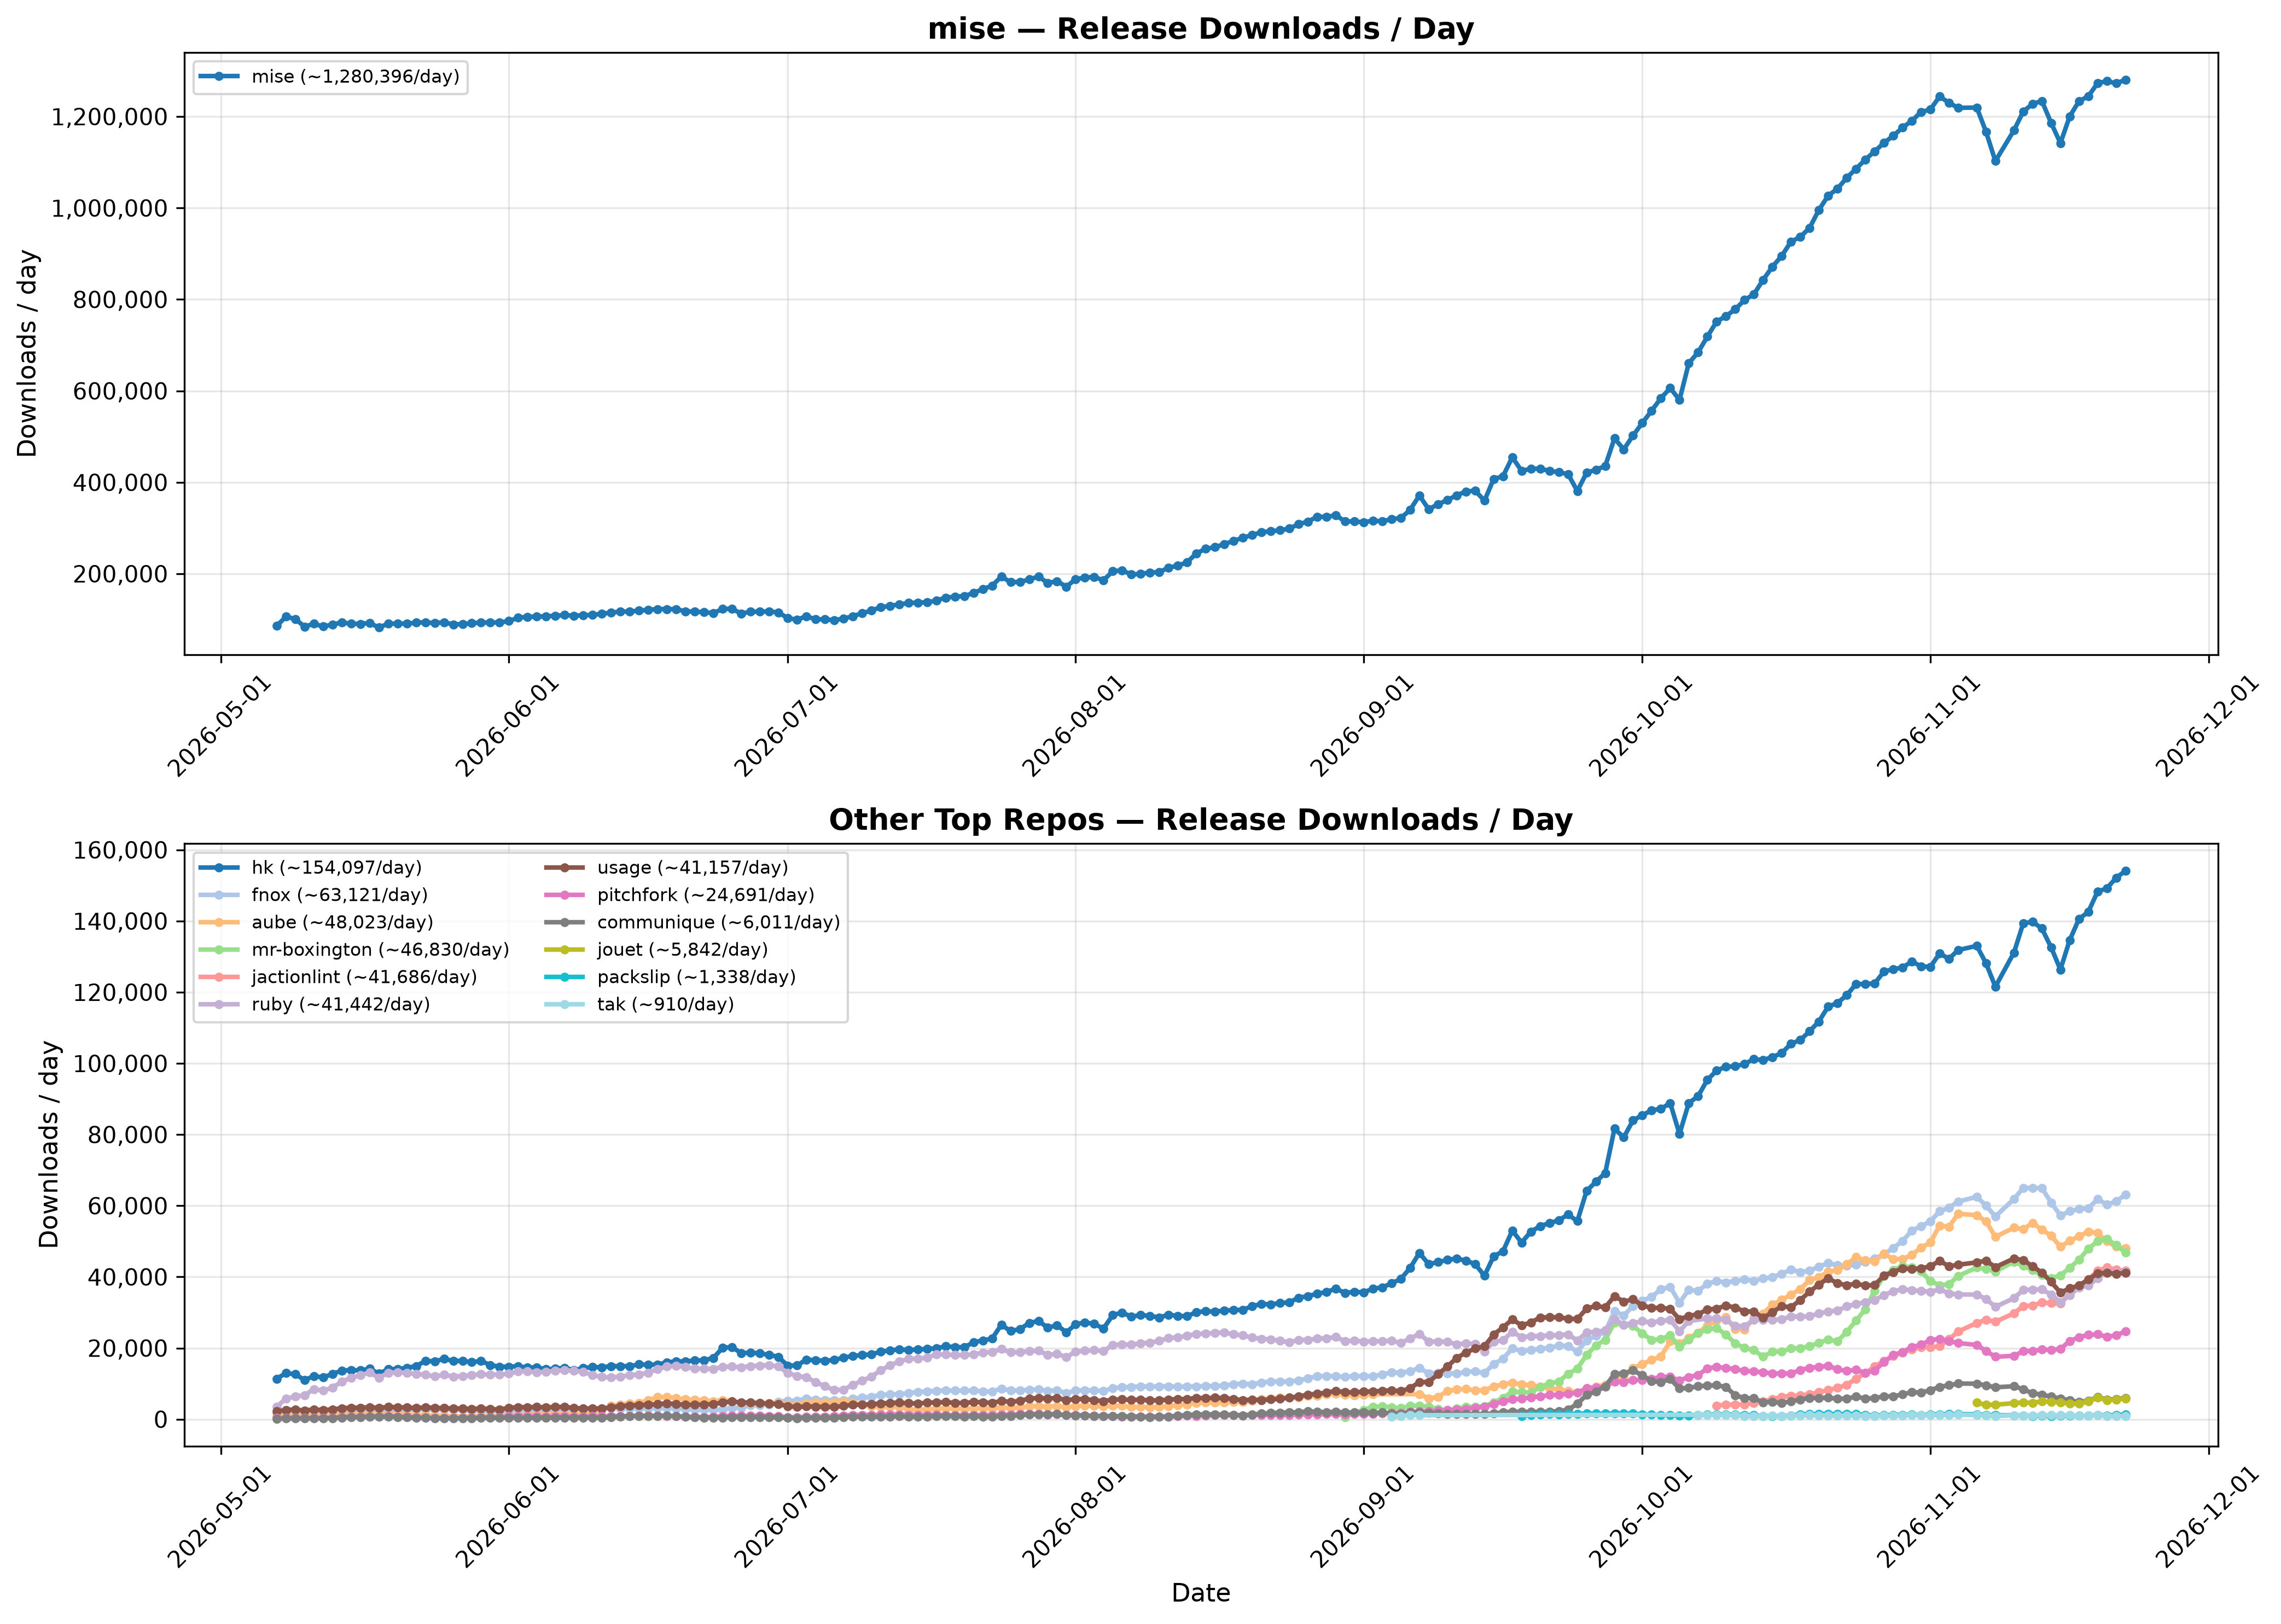 mise — Release Downloads / Day
mise (~1,280,396/day)
Downloads / day
1,200,000
1,000,000
800,000
600,000
400,000
200,000
2026-05-01
2026-06-01
2026-07-01
2026-08-01
2026-09-01
2026-10-01
2026-11-01
2026-12-01
Other Top Repos — Release Downloads / Day
hk (~154,097/day)
fnox (~63,121/day)
aube (~48,023/day)
mr-boxington (~46,830/day)
jactionlint (~41,686/day)
ruby (~41,442/day)
usage (~41,157/day)
pitchfork (~24,691/day)
communique (~6,011/day)
jouet (~5,842/day)
packslip (~1,338/day)
tak (~910/day)
Downloads / day
160,000
140,000
120,000
100,000
80,000
60,000
40,000
20,000
0
2026-05-01
2026-06-01
2026-07-01
2026-08-01
2026-09-01
2026-10-01
2026-11-01
2026-12-01
Date